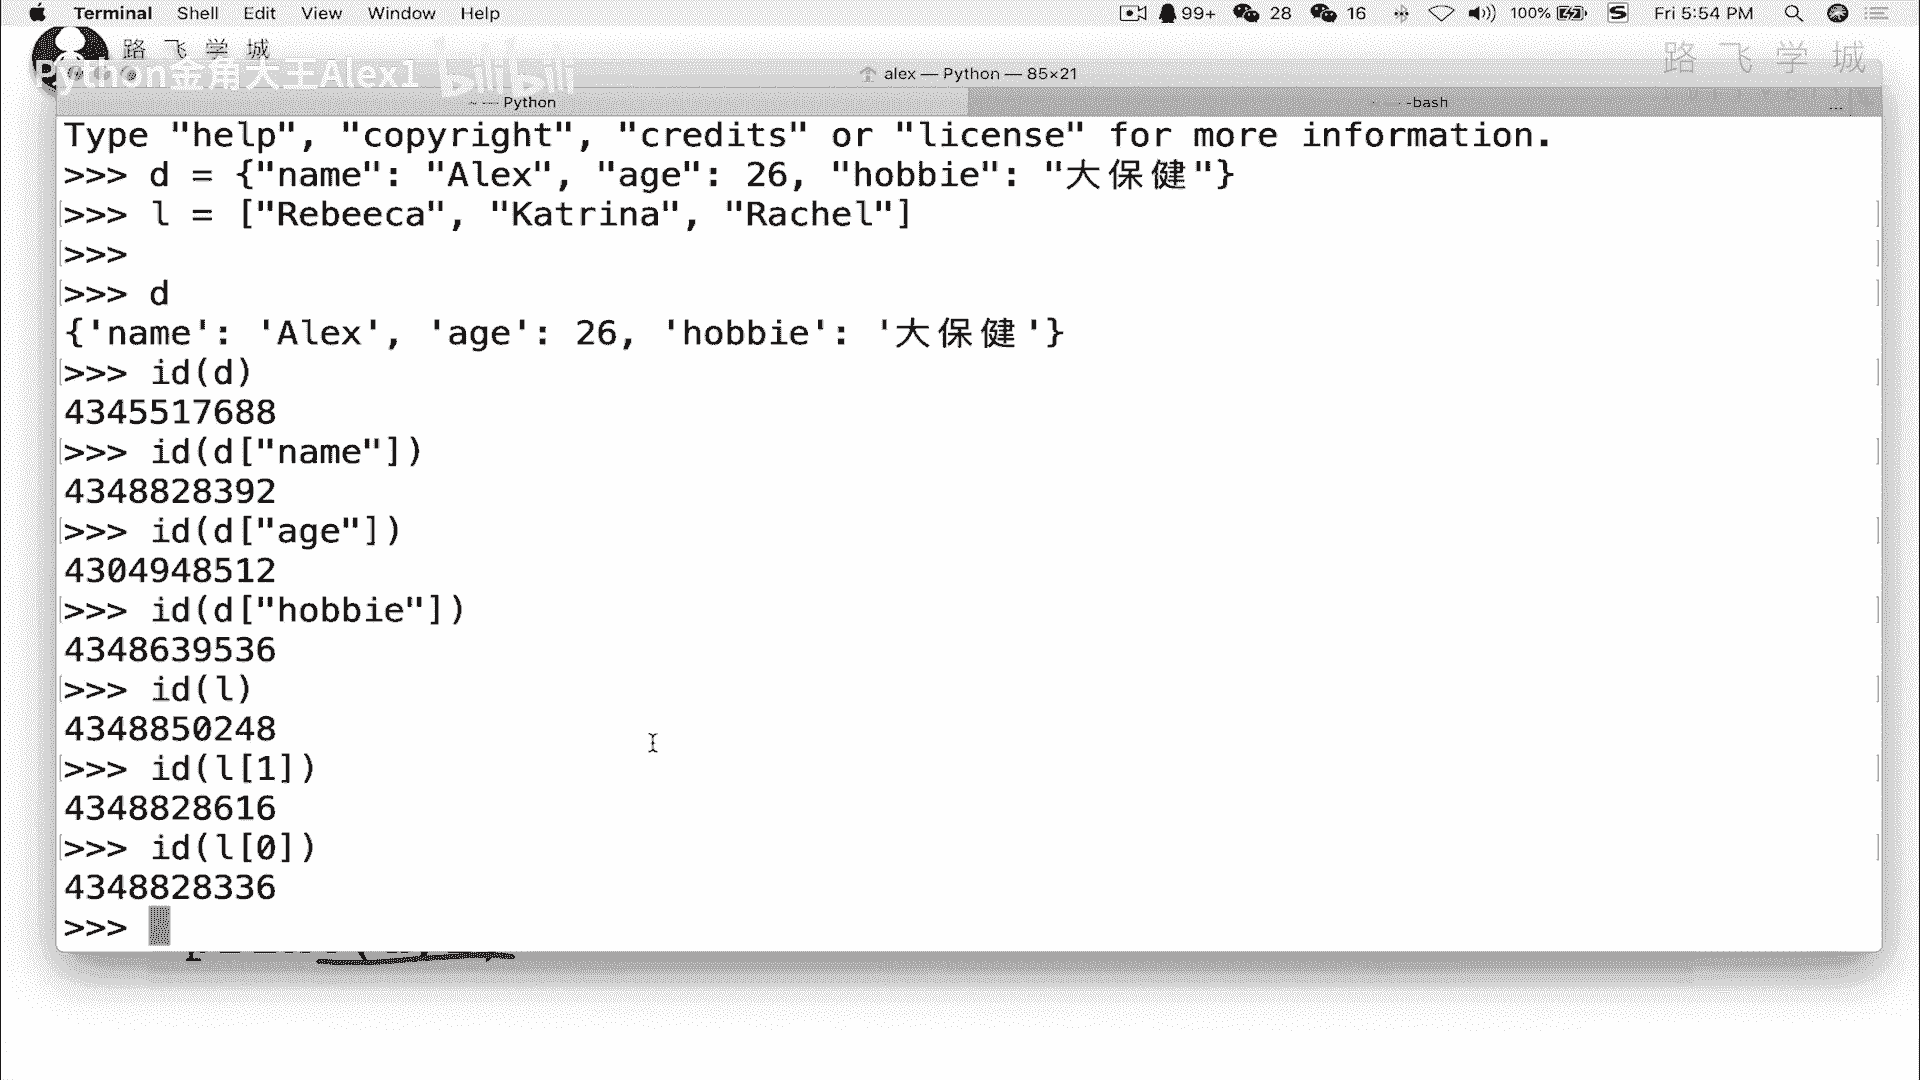 Terminal Shell Edit View Window Help 99+ 28 16 100% Fri 5:54 PM
路飞学城
Python金角大王Alex1 bilibili
路飞学城
alex — Python — 85×21
~ — Python
-bash
Type "help", "copyright", "credits" or "license" for more information.
>>> d = {"name": "Alex", "age": 26, "hobbie": "大保健"}
>>> l = ["Rebeeca", "Katrina", "Rachel"]
>>>
>>> d
{'name': 'Alex', 'age': 26, 'hobbie': '大保健'}
>>> id(d)
4345517688
>>> id(d["name"])
4348828392
>>> id(d["age"])
4304948512
>>> id(d["hobbie"])
4348639536
>>> id(l)
4348850248
>>> id(l[1])
4348828616
>>> id(l[0])
4348828336
>>>